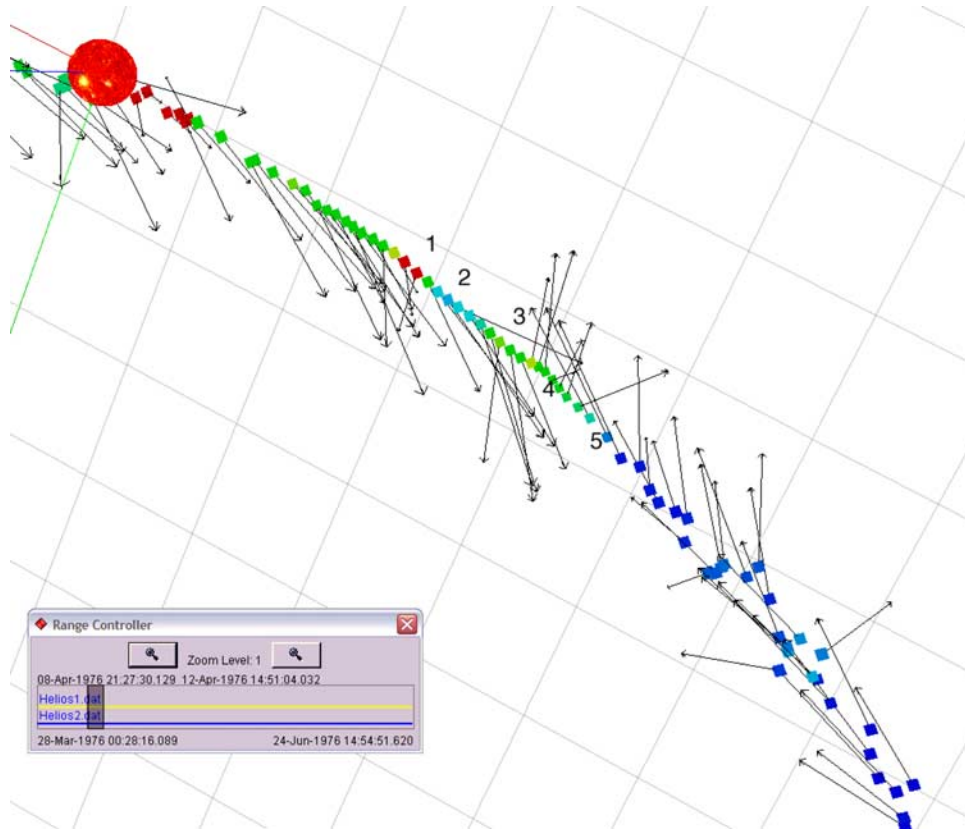 1
2
3
4
5
Range Controller
Zoom Level: 1
08-Apr-1976 21:27:30.129 12-Apr-1976 14:51:04.032
Helios1.dat
Helios2.dat
28-Mar-1976 00:28:16.089 24-Jun-1976 14:54:51.620